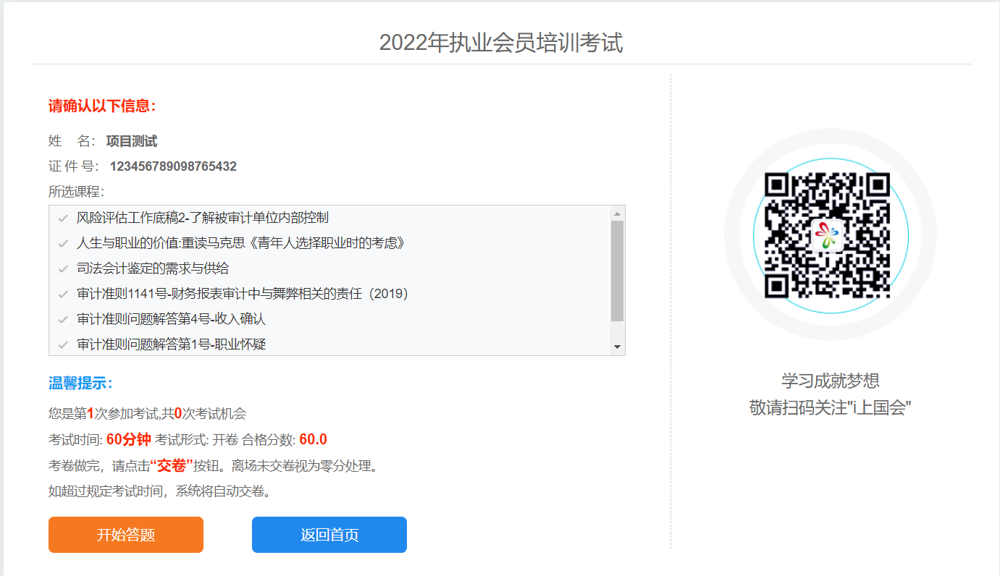 2022年执业会员培训考试
请确认以下信息：
姓 名： 项目测试
证 件 号： 123456789098765432
所选课程：
风险评估工作底稿2-了解被审计单位内部控制
人生与职业的价值:重读马克思《青年人选择职业时的考虑》
司法会计鉴定的需求与供给
审计准则1141号-财务报表审计中与舞弊相关的责任（2019）
审计准则问题解答第4号-收入确认
审计准则问题解答第1号-职业怀疑
温馨提示：
您是第1次参加考试,共0次考试机会
考试时间: 60分钟 考试形式: 开卷 合格分数: 60.0
考卷做完，请点击“交卷”按钮。离场未交卷视为零分处理。
如超过规定考试时间，系统将自动交卷。
开始答题
返回首页
学习成就梦想
敬请扫码关注"i上国会"